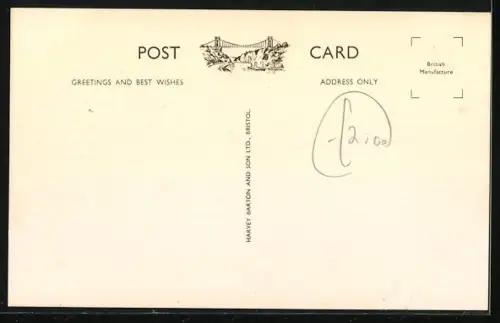 POST CARD
GREETINGS AND BEST WISHES
ADDRESS ONLY
British
Manufacture
HARVEY BARTON AND SON LTD., BRISTOL.
£2.00